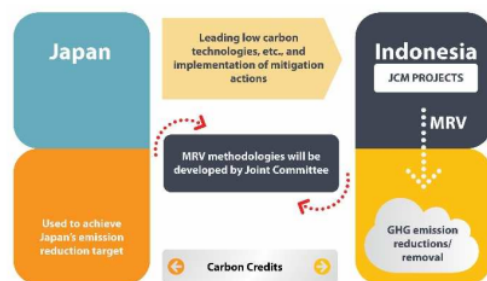 Japan
Leading low carbon
technologies, etc., and
implementation of mitigation
actions
Indonesia
JCM PROJECTS
MRV
MRV methodologies will be
developed by Joint Committee
Used to achieve
Japan's emission
reduction target
GHG emission
reductions/
removal
Carbon Credits